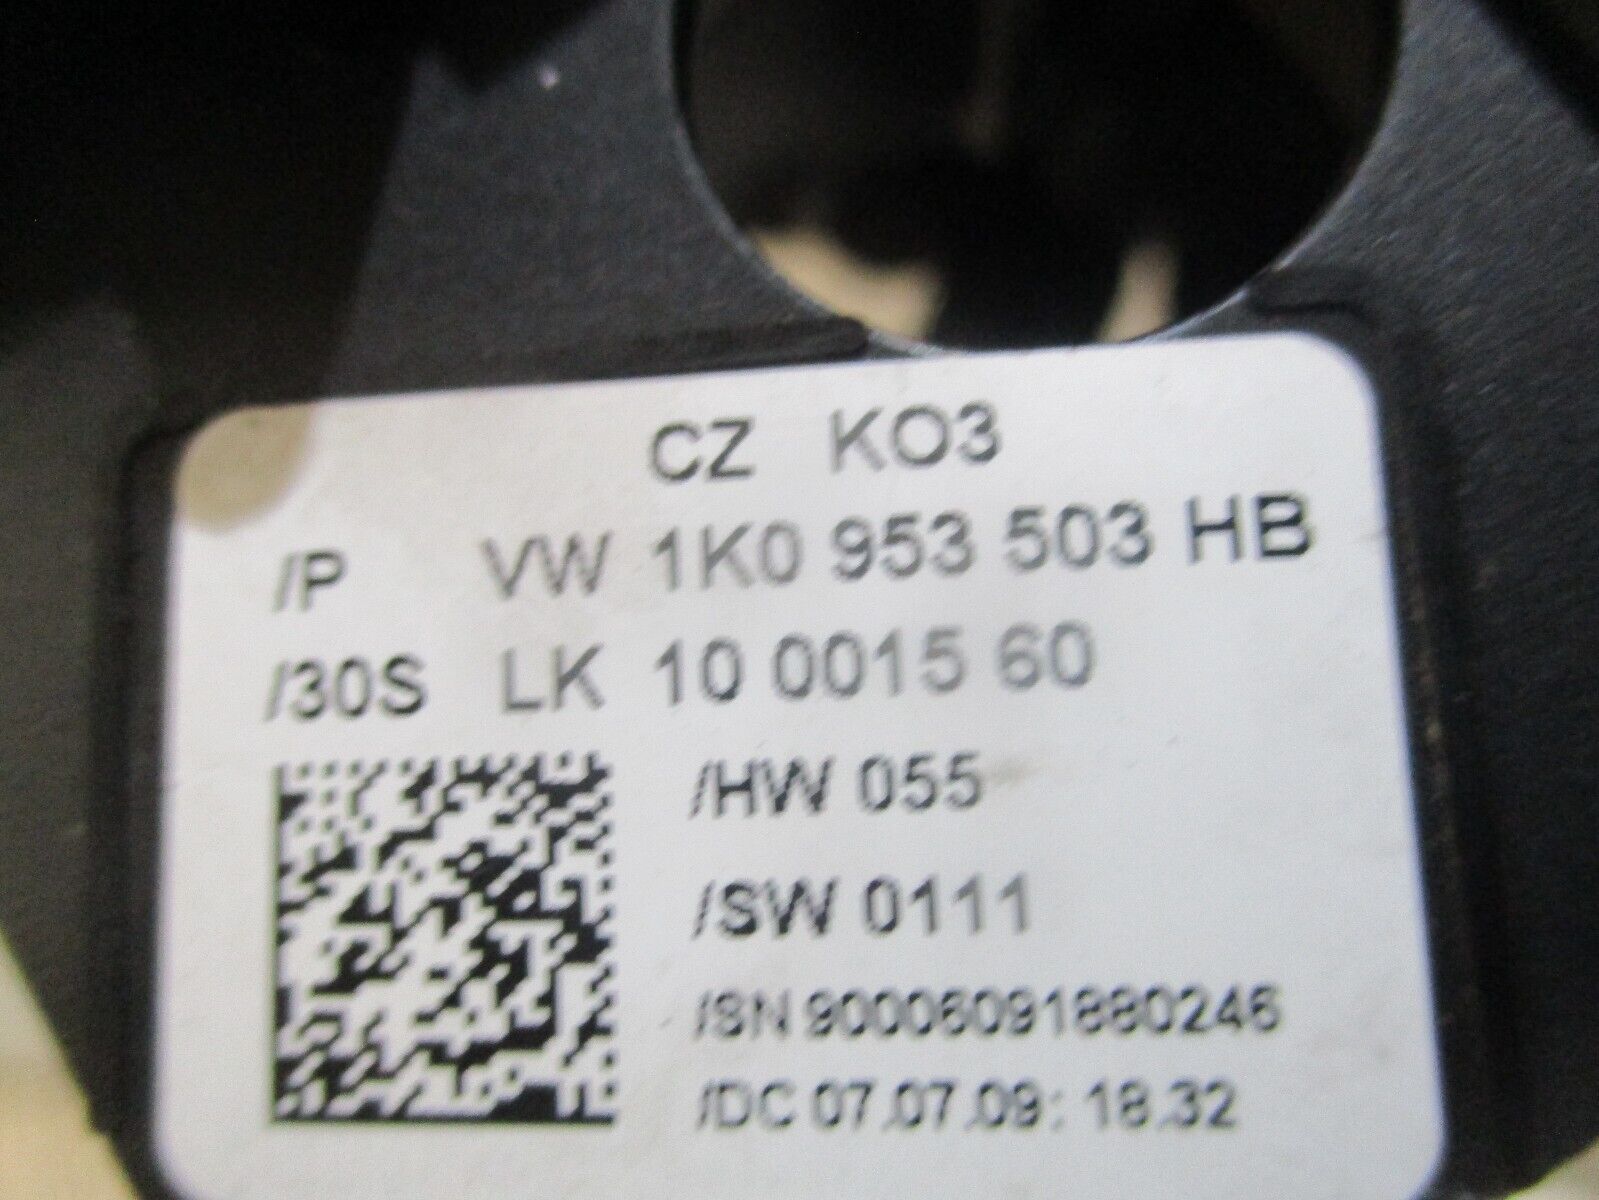 CZ KO3
/P VW 1K0 953 503 HB
/30S LK 10 0015 60
/HW 055
/SW 0111
/SN 90006091880246
/DC 07.07.09: 18.32